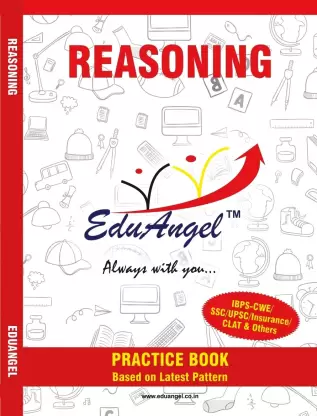 REASONING
EDUANGEL
REASONING
EduAngel™
Always with you...
IBPS-CWE/
SSC/UPSC/Insurance/
CLAT & Others
PRACTICE BOOK
Based on Latest Pattern
www.eduangel.co.in